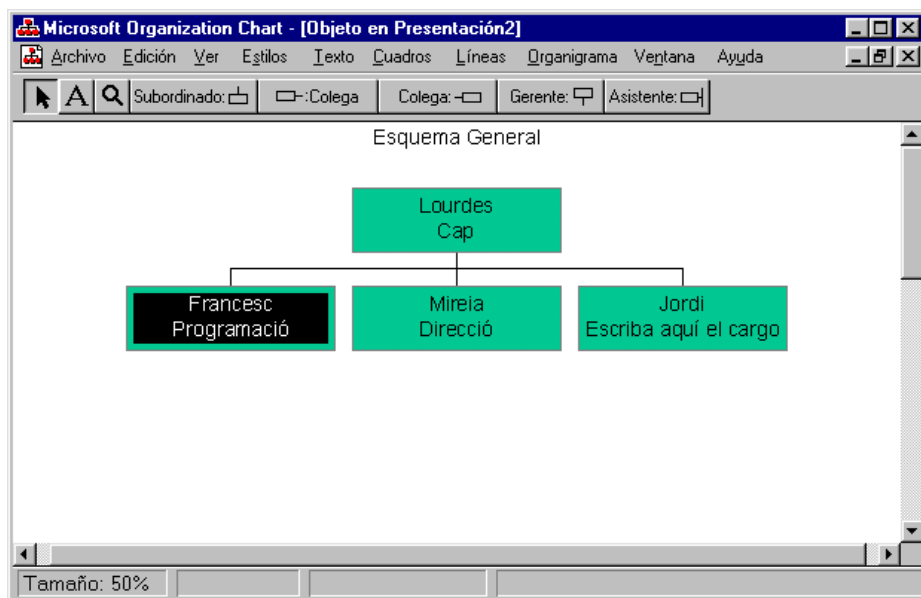 Microsoft Organization Chart - [Objeto en Presentación2]
Archivo Edición Ver Estilos Texto Cuadros Líneas Organigrama Ventana Ayuda
A Subordinado: :Colega Colega: Gerente: Asistente:
Esquema General
Lourdes
Cap
Francesc
Programació
Mireia
Direcció
Jordi
Escriba aquí el cargo
Tamaño: 50%